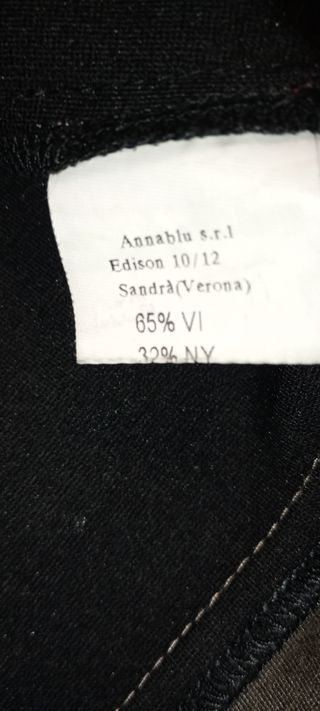 Annablu s.r.l
Edison 10/12
Sandrà(Verona)
65% VI
32% NY